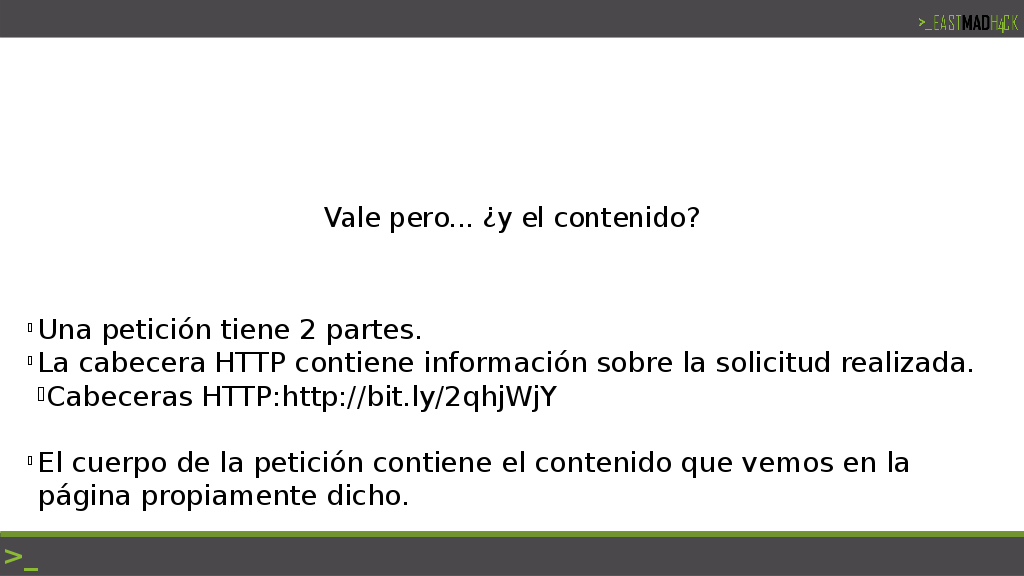 >_EASTMADH4CK
Vale pero... ¿y el contenido?
Una petición tiene 2 partes.
La cabecera HTTP contiene información sobre la solicitud realizada.
Cabeceras HTTP:http://bit.ly/2qhjWjY
El cuerpo de la petición contiene el contenido que vemos en la
página propiamente dicho.
>_